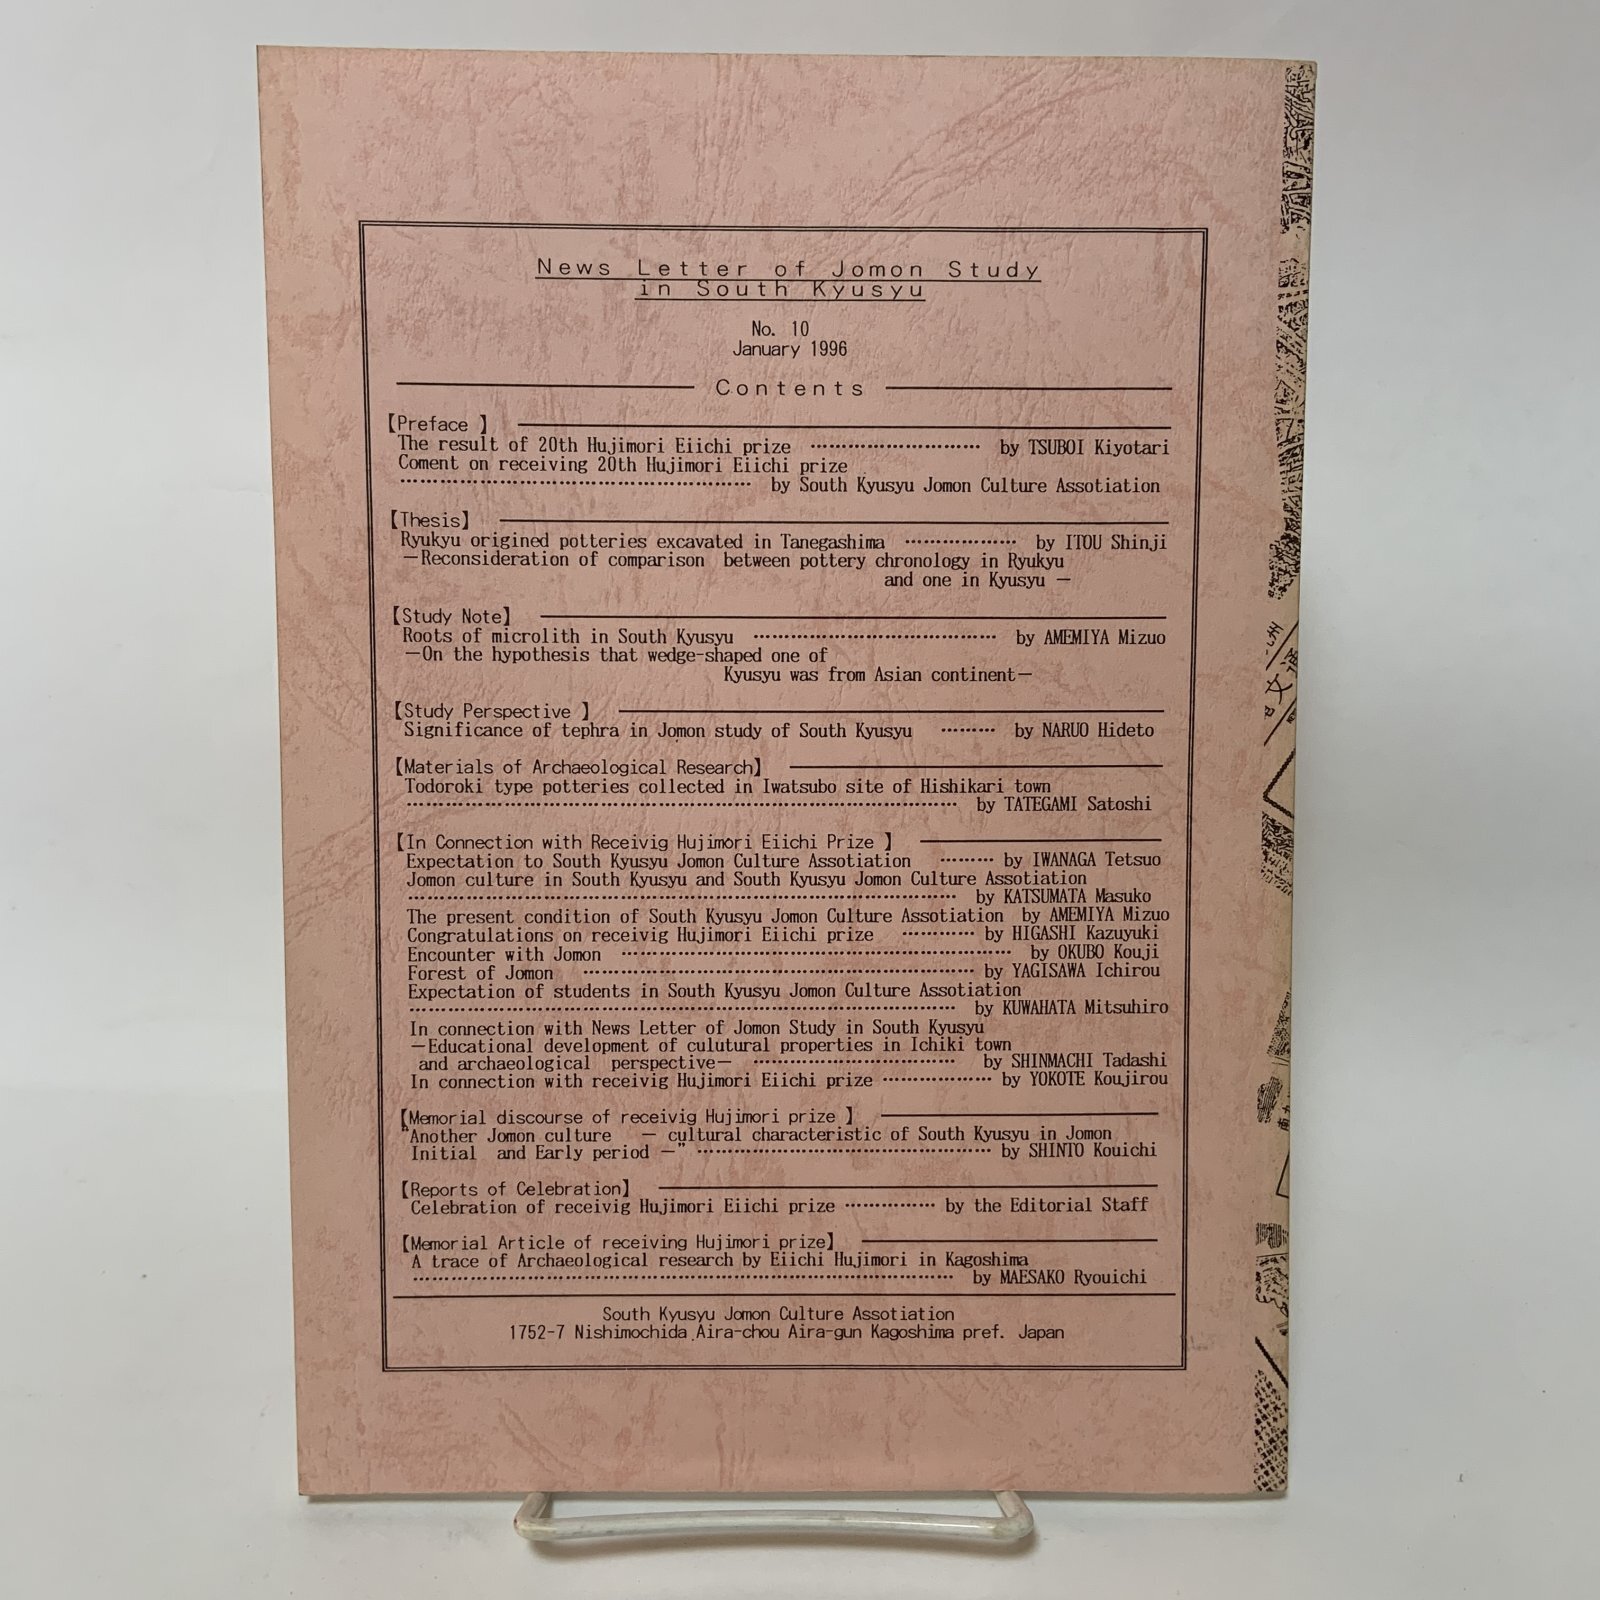 News Letter of Jomon Study
in South Kyusyu
No. 10
January 1996
Contents
【Preface 】
The result of 20th Hujimori Eiichi prize ………………………… by TSUBOI Kiyotari
Coment on receiving 20th Hujimori Eiichi prize
………………………………………………… by South Kyusyu Jomon Culture Assotiation
【Thesis】
Ryukyu origined potteries excavated in Tanegashima ……………… by ITOU Shinji
—Reconsideration of comparison between pottery chronology in Ryukyu
and one in Kyusyu —
【Study Note】
Roots of microlith in South Kyusyu ………………………………… by AMEMIYA Mizuo
—On the hypothesis that wedge-shaped one of
Kyusyu was from Asian continent—
【Study Perspective 】
Significance of tephra in Jomon study of South Kyusyu ……… by NARUO Hideto
【Materials of Archaeological Research】
Todoroki type potteries collected in Iwatsubo site of Hishikari town
……………………………………………………………………………… by TATEGAMI Satoshi
【In Connection with Receivig Hujimori Eiichi Prize 】
Expectation to South Kyusyu Jomon Culture Assotiation ……… by IWANAGA Tetsuo
Jomon culture in South Kyusyu and South Kyusyu Jomon Culture Assotiation
……………………………………………………………………………… by KATSUMATA Masuko
The present condition of South Kyusyu Jomon Culture Assotiation by AMEMIYA Mizuo
Congratulations on receivig Hujimori Eiichi prize ………… by HIGASHI Kazuyuki
Encounter with Jomon ……………………………………………………… by OKUBO Kouji
Forest of Jomon ……………………………………………………… by YAGISAWA Ichirou
Expectation of students in South Kyusyu Jomon Culture Assotiation
……………………………………………………………………………… by KUWAHATA Mitsuhiro
In connection with News Letter of Jomon Study in South Kyusyu
—Educational development of culutural properties in Ichiki town
and archaeological perspective— …………………………… by SHINMACHI Tadashi
In connection with receivig Hujimori Eiichi prize ……………… by YOKOTE Koujirou
【Memorial discourse of receivig Hujimori prize 】
“Another Jomon culture — cultural characteristic of South Kyusyu in Jomon
Initial and Early period —” ………………………………………… by SHINTO Kouichi
【Reports of Celebration】
Celebration of receivig Hujimori Eiichi prize …………… by the Editorial Staff
【Memorial Article of receiving Hujimori prize】
A trace of Archaeological research by Eiichi Hujimori in Kagoshima
……………………………………………………………………………… by MAESAKO Ryouichi
South Kyusyu Jomon Culture Assotiation
1752-7 Nishimochida Aira-chou Aira-gun Kagoshima pref. Japan